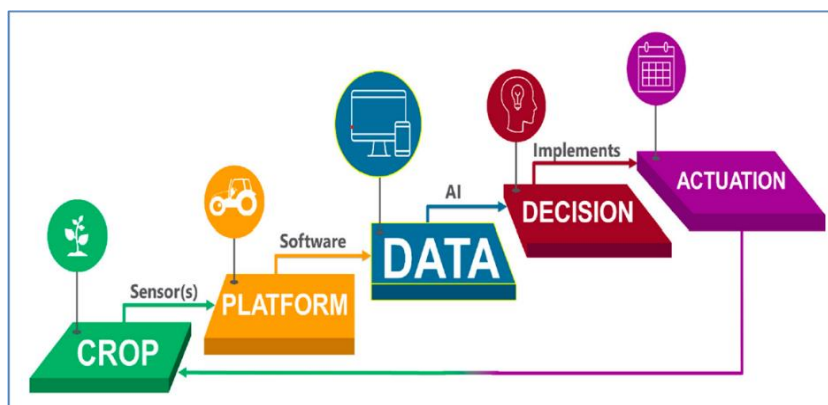 CROP
Sensor(s)
PLATFORM
Software
DATA
AI
DECISION
Implements
ACTUATION